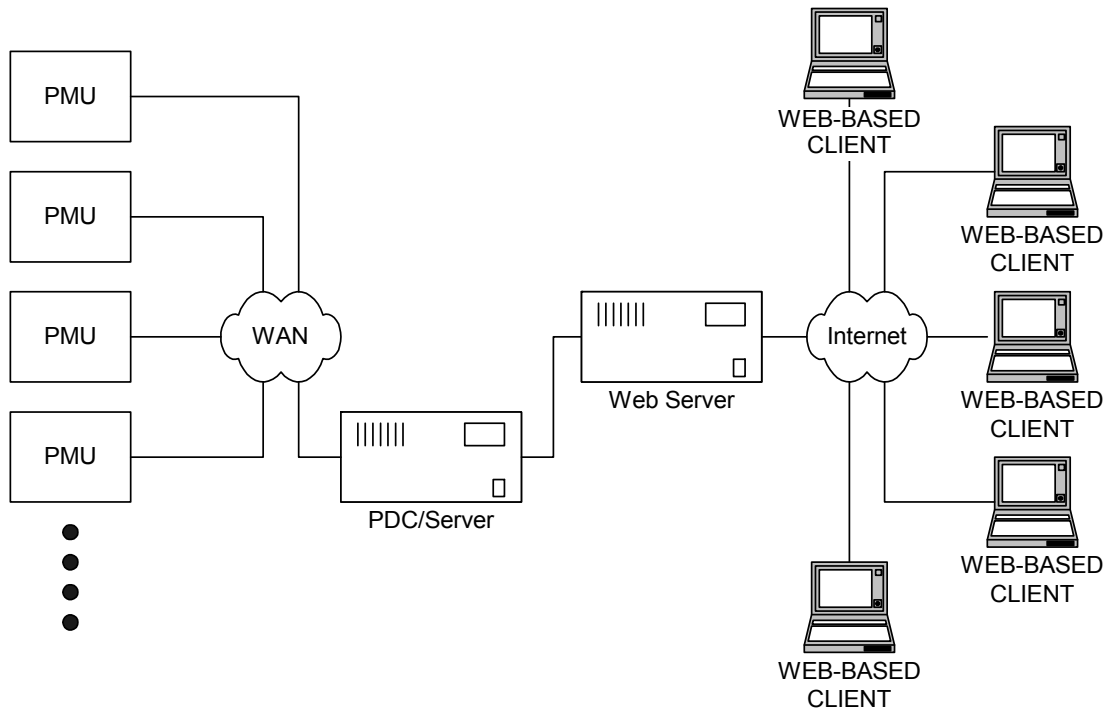 PMU
PMU
PMU
PMU
WAN
PDC/Server
Web Server
Internet
WEB-BASED
CLIENT
WEB-BASED
CLIENT
WEB-BASED
CLIENT
WEB-BASED
CLIENT
WEB-BASED
CLIENT